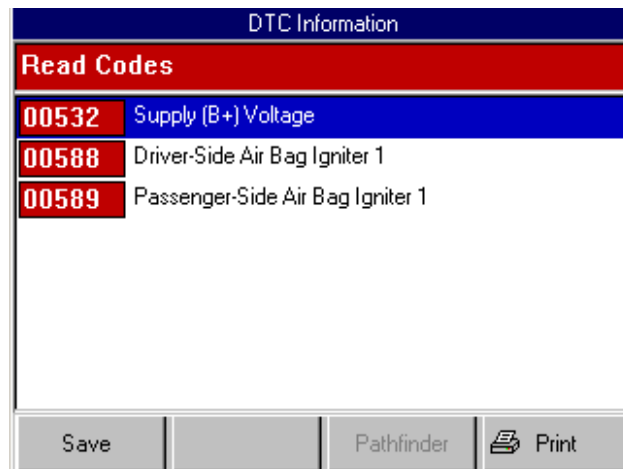 DTC Information
Read Codes
00532 Supply (B+) Voltage
00588 Driver-Side Air Bag Igniter 1
00589 Passenger-Side Air Bag Igniter 1
Save Pathfinder Print